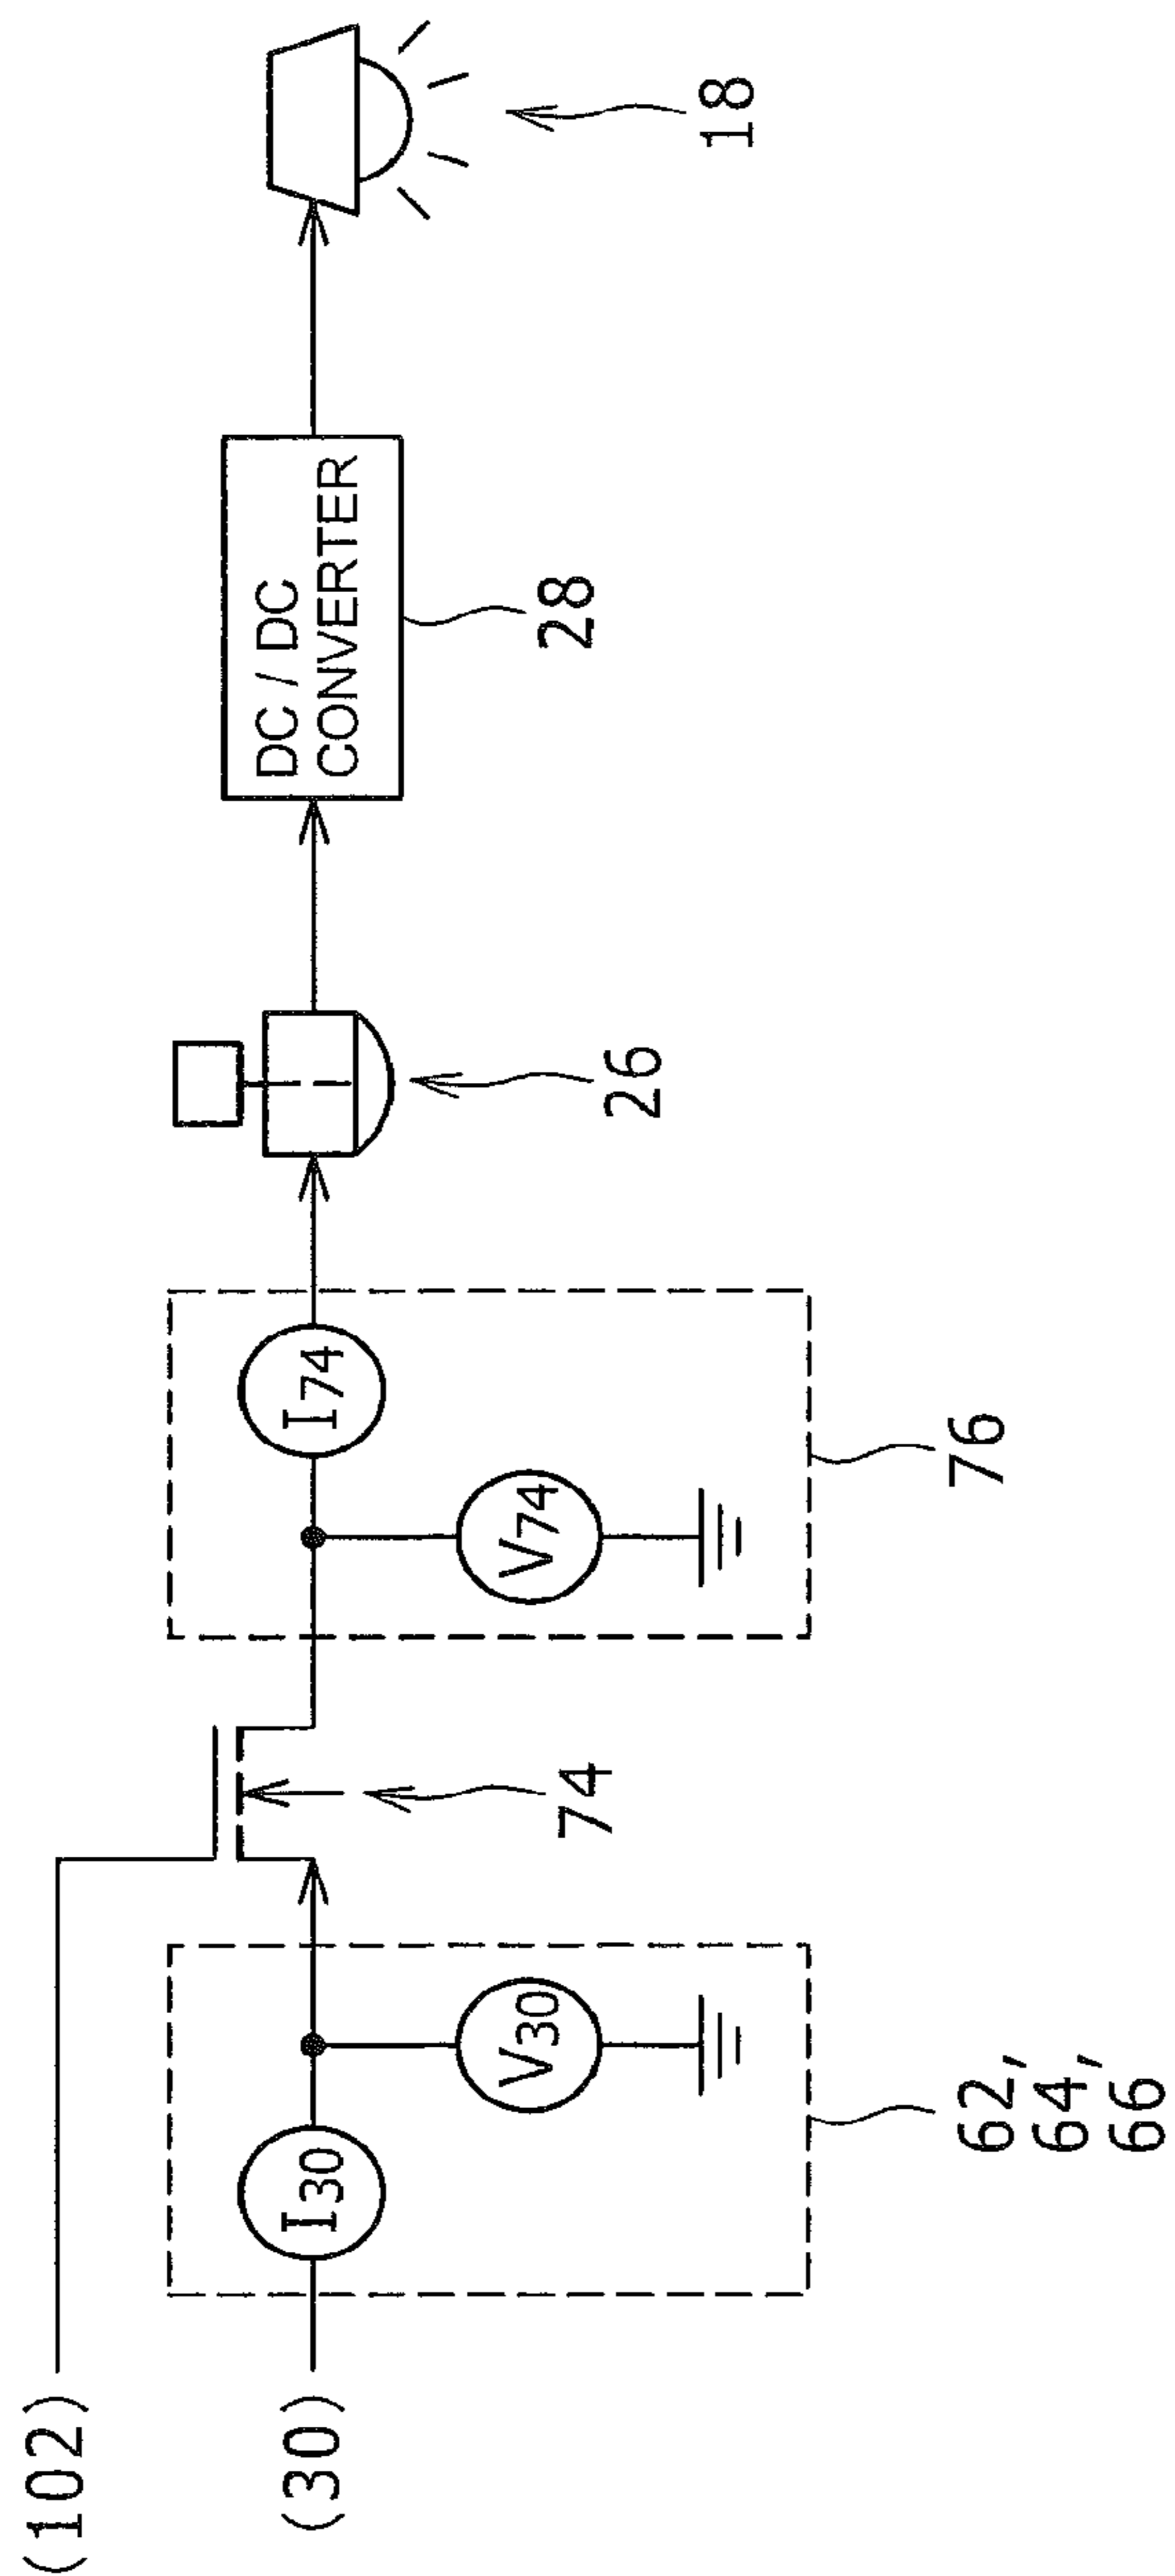 (102)
(30)
I30
V30
62,
64,
66
74
I74
V74
76
26
DC / DC
CONVERTER
28
18